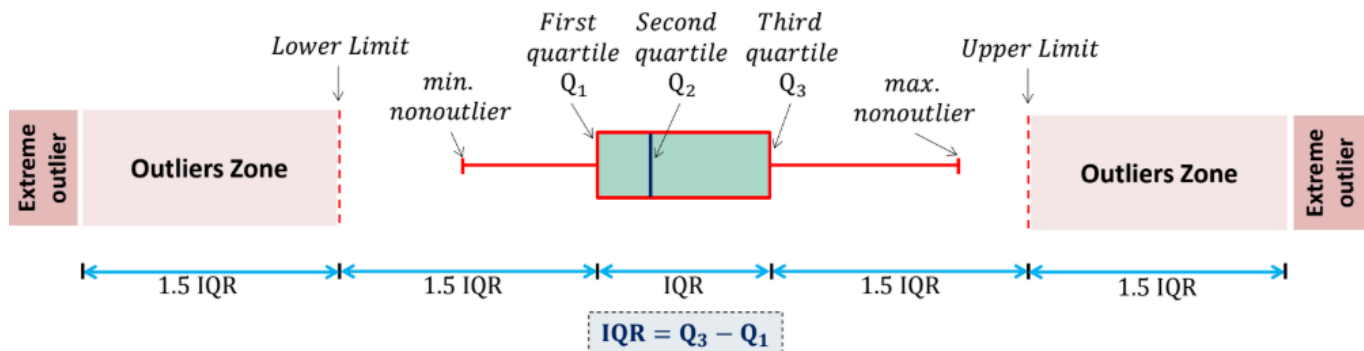 First
quartile
Q₁
Second
quartile
Q₂
Third
quartile
Q₃
Lower Limit
Upper Limit
min.
nonoutlier
max.
nonoutlier
Extreme
outlier
Outliers Zone
Outliers Zone
Extreme
outlier
1.5 IQR
1.5 IQR
IQR
1.5 IQR
1.5 IQR
IQR = Q₃ − Q₁